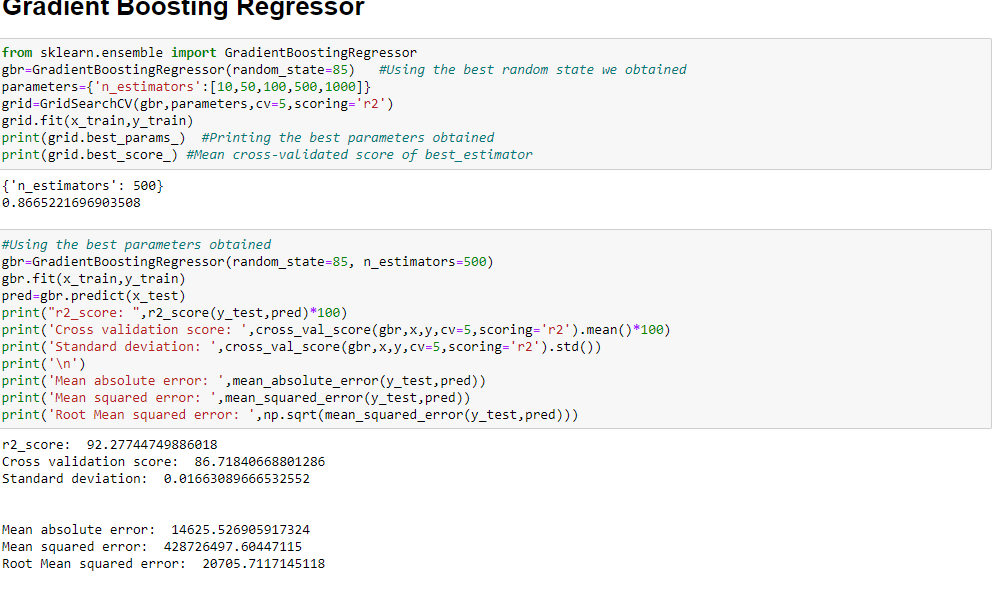 Gradient Boosting Regressor
from sklearn.ensemble import GradientBoostingRegressor
gbr=GradientBoostingRegressor(random_state=85)   #Using the best random state we obtained
parameters={'n_estimators':[10,50,100,500,1000]}
grid=GridSearchCV(gbr,parameters,cv=5,scoring='r2')
grid.fit(x_train,y_train)
print(grid.best_params_)  #Printing the best parameters obtained
print(grid.best_score_) #Mean cross-validated score of best_estimator
{'n_estimators': 500}
0.8665221696903508
#Using the best parameters obtained
gbr=GradientBoostingRegressor(random_state=85, n_estimators=500)
gbr.fit(x_train,y_train)
pred=gbr.predict(x_test)
print("r2_score: ",r2_score(y_test,pred)*100)
print('Cross validation score: ',cross_val_score(gbr,x,y,cv=5,scoring='r2').mean()*100)
print('Standard deviation: ',cross_val_score(gbr,x,y,cv=5,scoring='r2').std())
print('\n')
print('Mean absolute error: ',mean_absolute_error(y_test,pred))
print('Mean squared error: ',mean_squared_error(y_test,pred))
print('Root Mean squared error: ',np.sqrt(mean_squared_error(y_test,pred)))
r2_score:  92.27744749886018
Cross validation score:  86.71840668801286
Standard deviation:  0.01663089666532552
Mean absolute error:  14625.526905917324
Mean squared error:  428726497.60447115
Root Mean squared error:  20705.7117145118